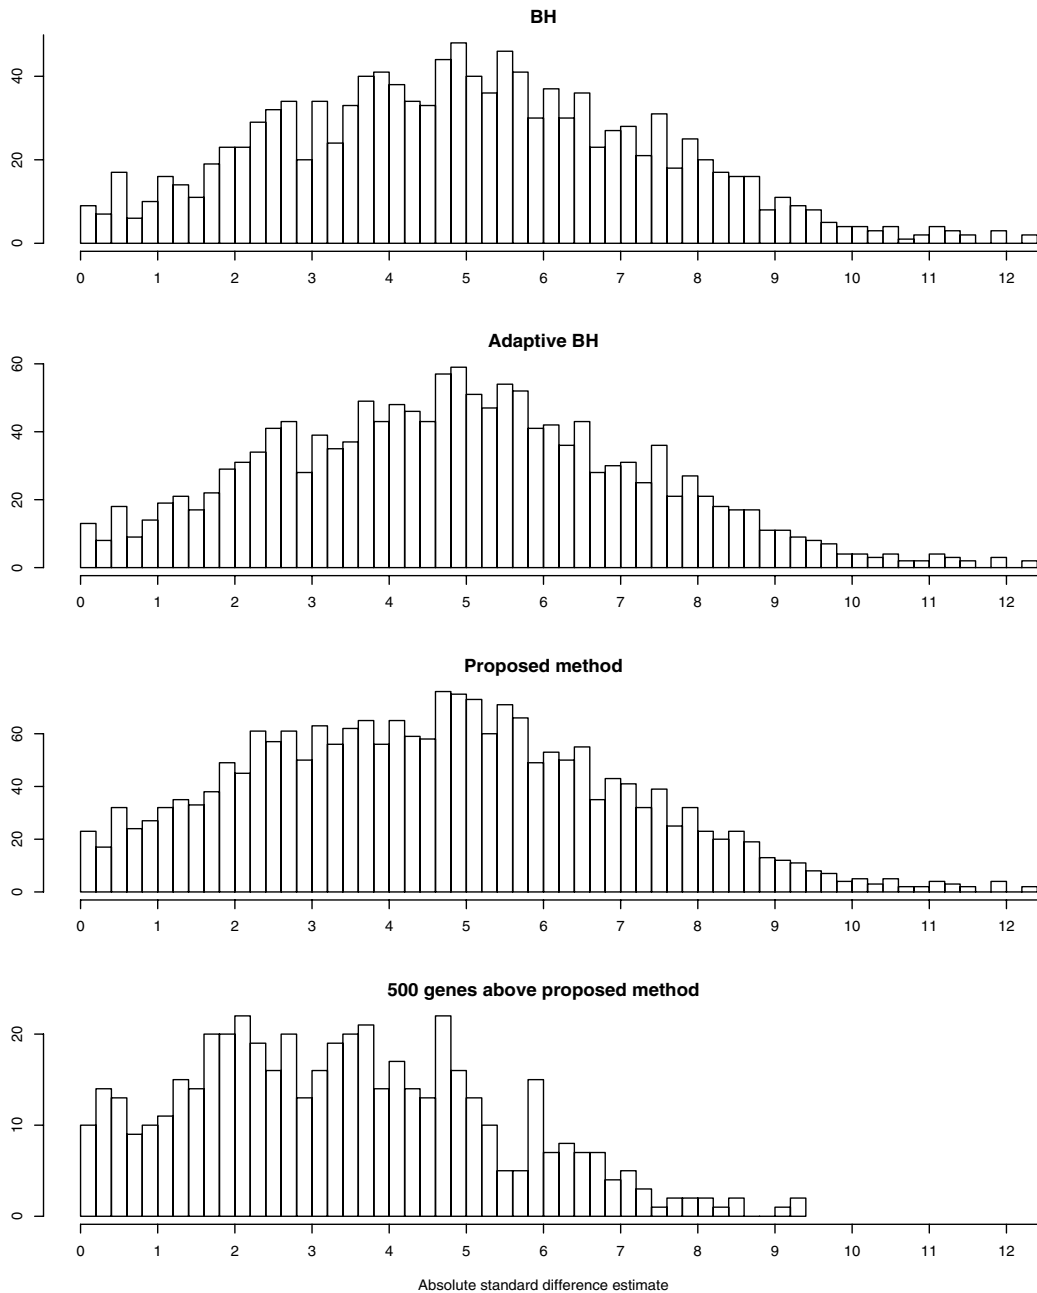 BH
40
20
0
0 1 2 3 4 5 6 7 8 9 10 11 12
Adaptive BH
60
40
20
0
0 1 2 3 4 5 6 7 8 9 10 11 12
Proposed method
60
40
20
0
0 1 2 3 4 5 6 7 8 9 10 11 12
500 genes above proposed method
20
10
0
0 1 2 3 4 5 6 7 8 9 10 11 12
Absolute standard difference estimate